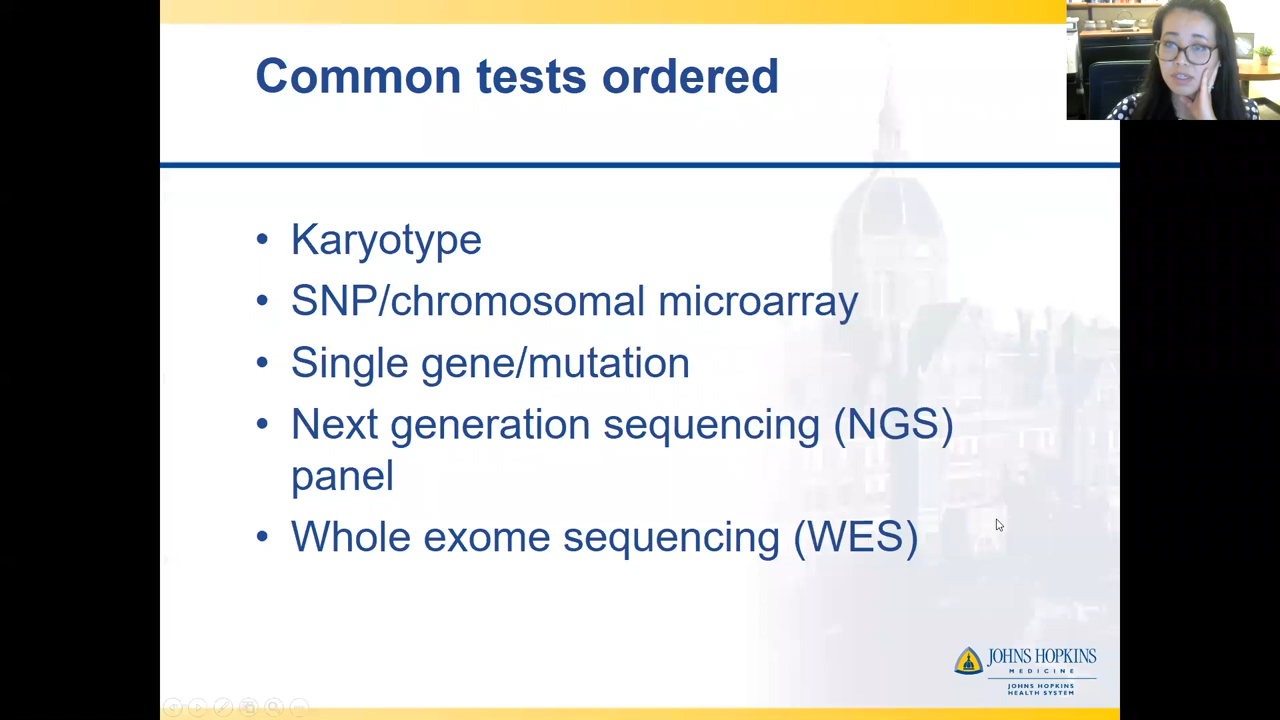 Common tests ordered
• Karyotype
• SNP/chromosomal microarray
• Single gene/mutation
• Next generation sequencing (NGS)
panel
• Whole exome sequencing (WES)
JOHNS HOPKINS
MEDICINE
JOHNS HOPKINS
HEALTH SYSTEM